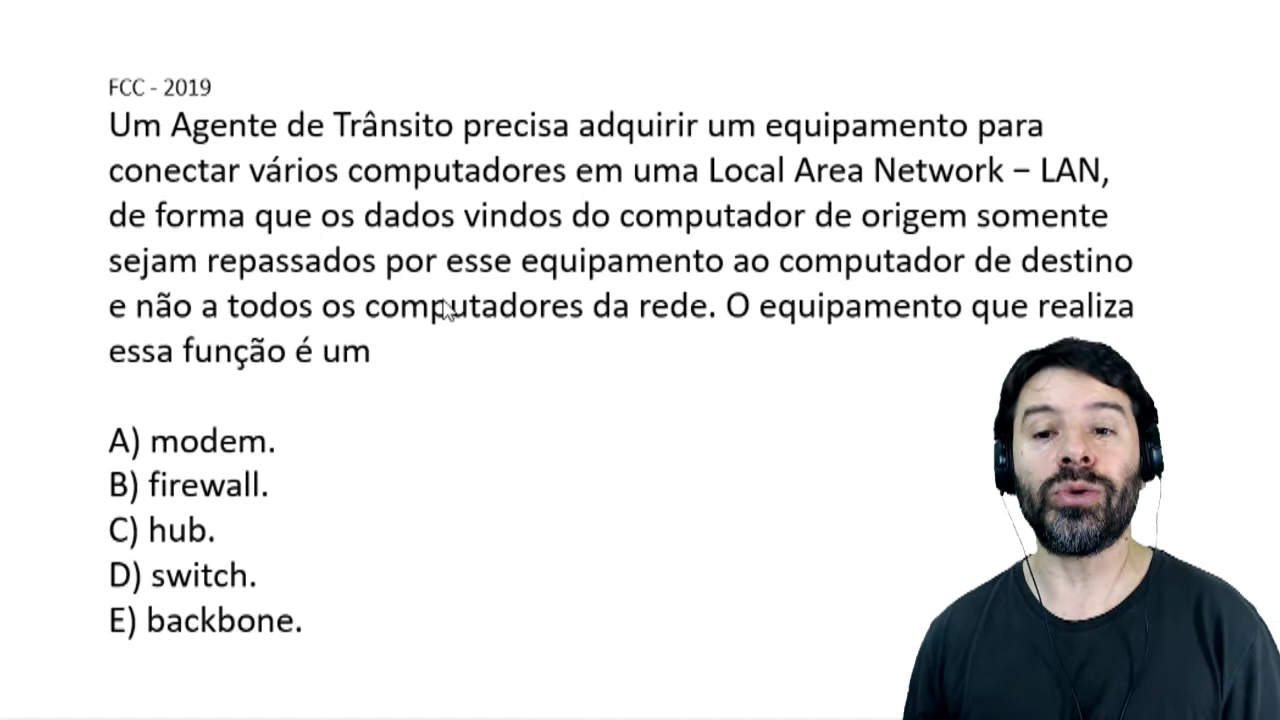 FCC - 2019
Um Agente de Trânsito precisa adquirir um equipamento para
conectar vários computadores em uma Local Area Network − LAN,
de forma que os dados vindos do computador de origem somente
sejam repassados por esse equipamento ao computador de destino
e não a todos os computadores da rede. O equipamento que realiza
essa função é um
A) modem.
B) firewall.
C) hub.
D) switch.
E) backbone.